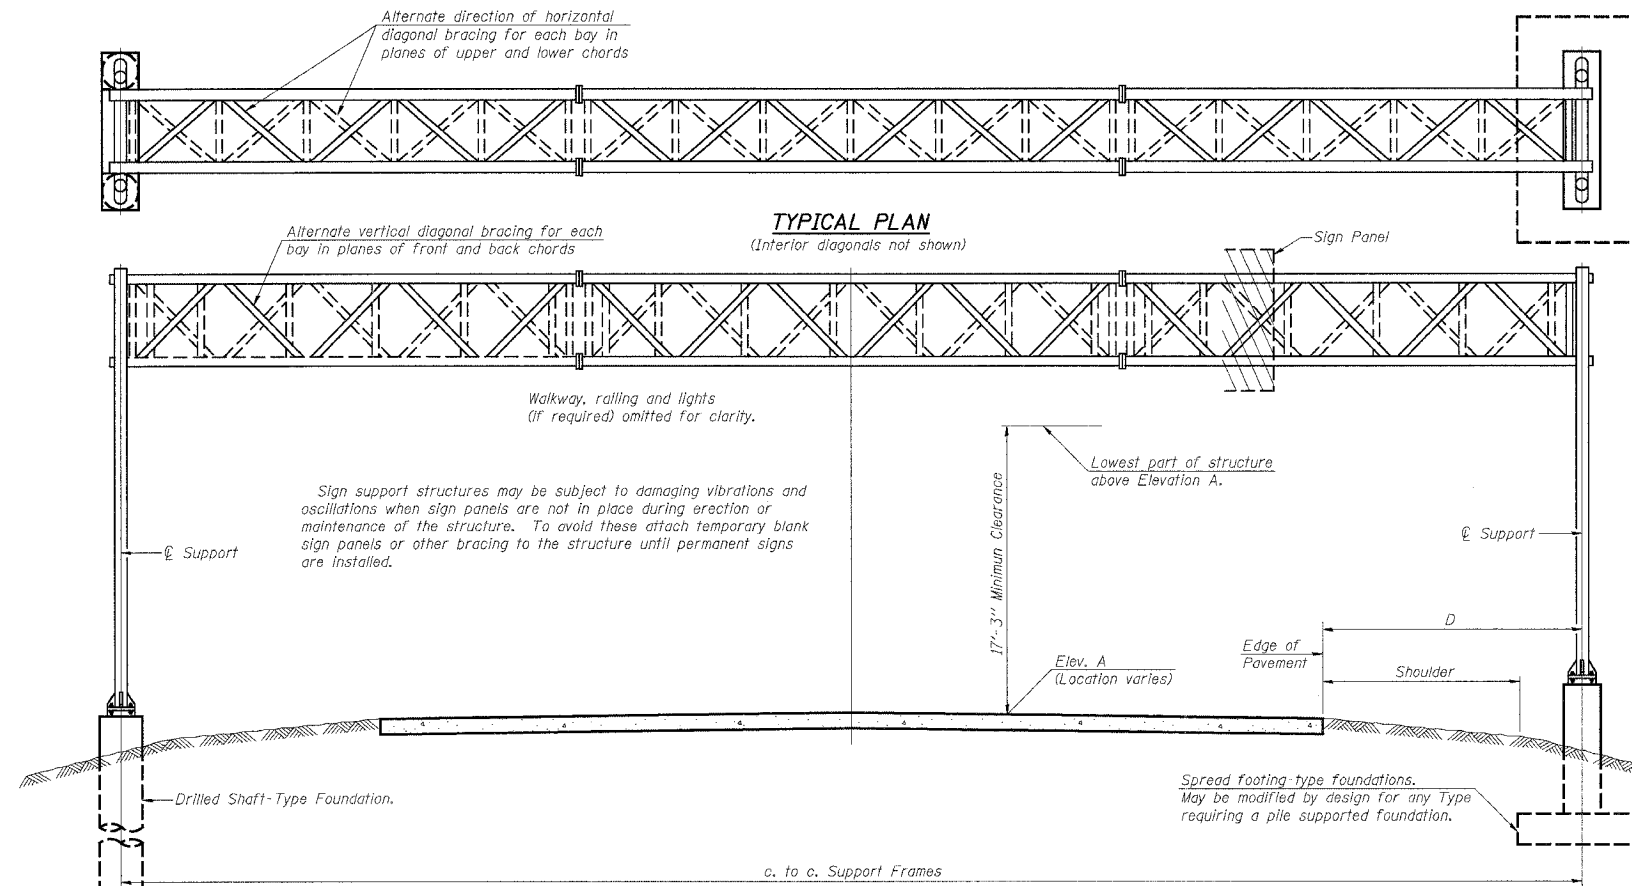 Alternate direction of horizontal
diagonal bracing for each bay in
planes of upper and lower chords
TYPICAL PLAN
(Interior diagonals not shown)
Alternate vertical diagonal bracing for each
bay in planes of front and back chords
Sign Panel
Walkway, railing and lights
(if required) omitted for clarity.
Lowest part of structure
above Elevation A.
Sign support structures may be subject to damaging vibrations and
oscillations when sign panels are not in place during erection or
maintenance of the structure. To avoid these attach temporary blank
sign panels or other bracing to the structure until permanent signs
are installed.
17'-3" Minimun Clearance
℄ Support
℄ Support
D
Edge of
Pavement
Shoulder
Elev. A
(Location varies)
Drilled Shaft-Type Foundation.
Spread footing-type foundations.
May be modified by design for any Type
requiring a pile supported foundation.
c. to c. Support Frames